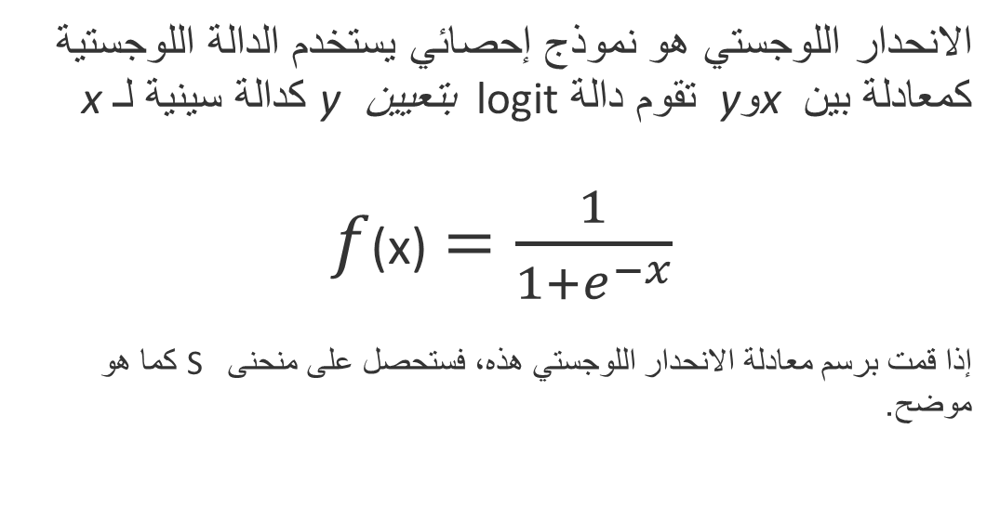 الانحدار اللوجستي هو نموذج إحصائي يستخدم الدالة اللوجستية
كمعادلة بين x وy تقوم دالة logit بتعيين y كدالة سينية لـ x
f(x) = 1 / 1+e^−x
إذا قمت برسم معادلة الانحدار اللوجستي هذه، فستحصل على منحنى S كما هو
موضح.